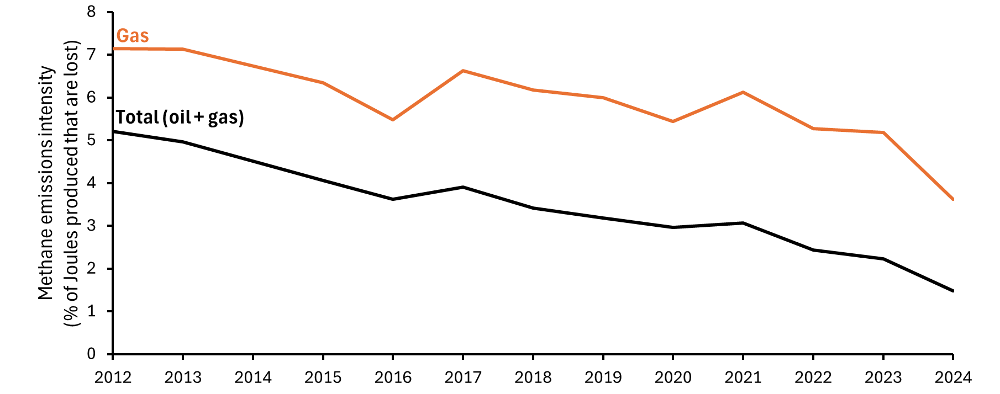 Methane emissions intensity
(% of Joules produced that are lost)
8
7
6
5
4
3
2
1
0
Gas
Total (oil + gas)
2012 2013 2014 2015 2016 2017 2018 2019 2020 2021 2022 2023 2024